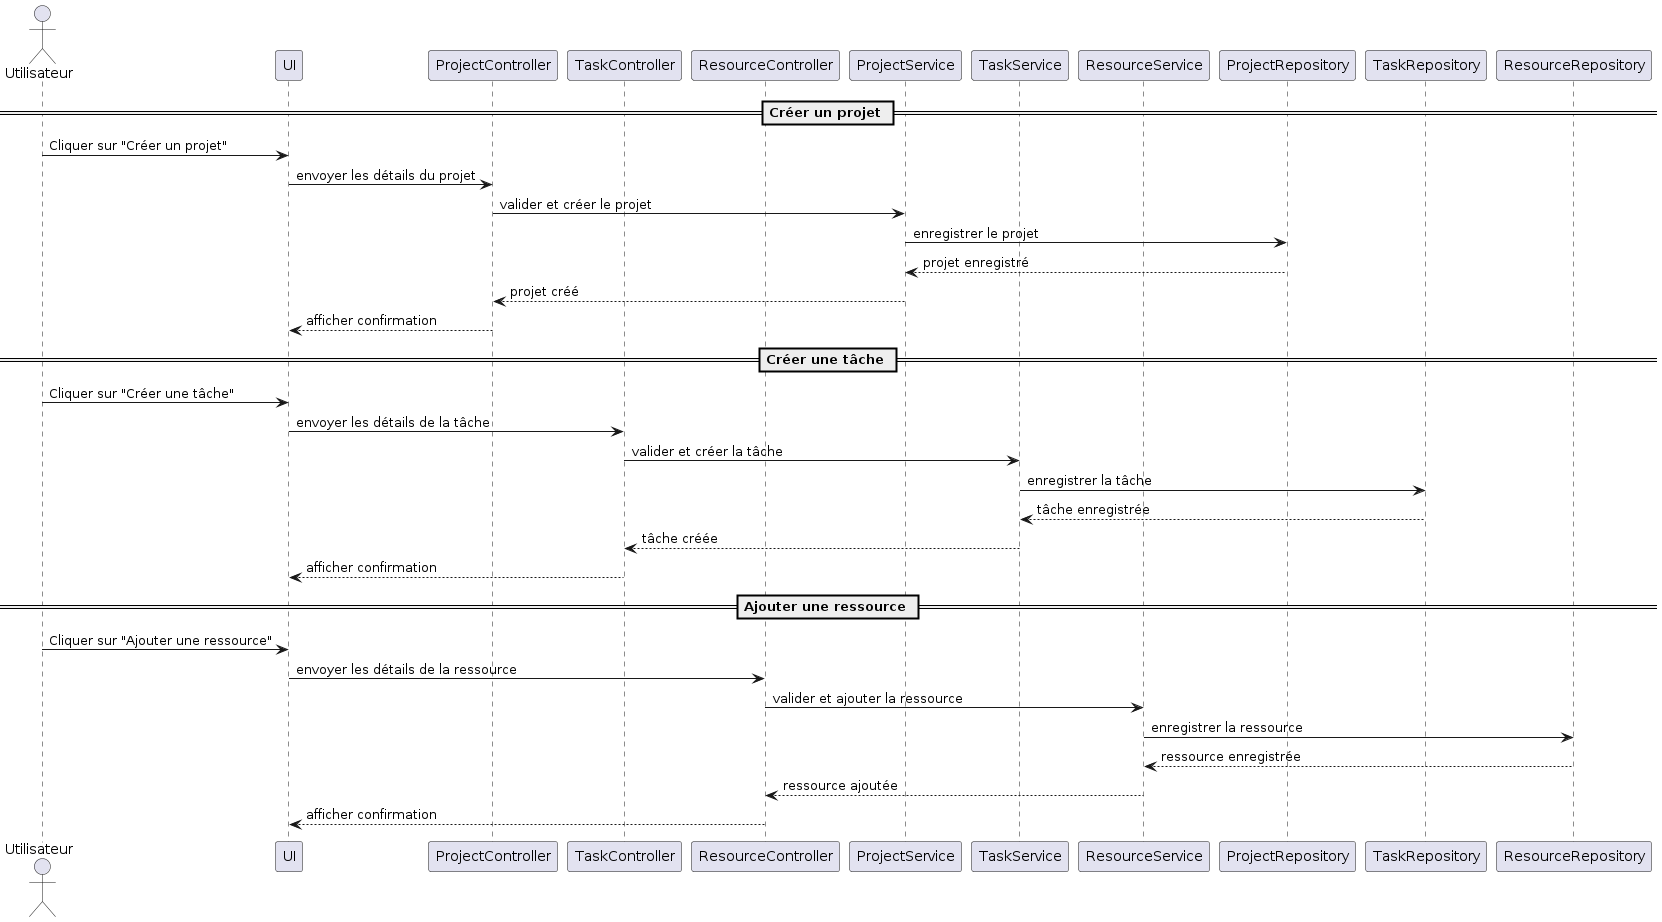 Utilisateur
UI
ProjectController
TaskController
ResourceController
ProjectService
TaskService
ResourceService
ProjectRepository
TaskRepository
ResourceRepository
Créer un projet
Cliquer sur "Créer un projet"
envoyer les détails du projet
valider et créer le projet
enregistrer le projet
projet enregistré
projet créé
afficher confirmation
Créer une tâche
Cliquer sur "Créer une tâche"
envoyer les détails de la tâche
valider et créer la tâche
enregistrer la tâche
tâche enregistrée
tâche créée
afficher confirmation
Ajouter une ressource
Cliquer sur "Ajouter une ressource"
envoyer les détails de la ressource
valider et ajouter la ressource
enregistrer la ressource
ressource enregistrée
ressource ajoutée
afficher confirmation
Utilisateur
UI
ProjectController
TaskController
ResourceController
ProjectService
TaskService
ResourceService
ProjectRepository
TaskRepository
ResourceRepository